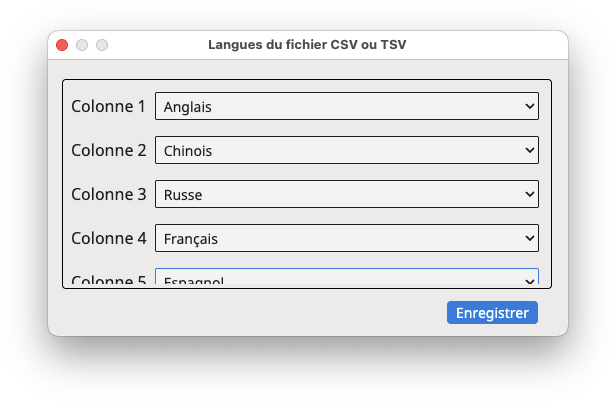 Langues du fichier CSV ou TSV
Colonne 1 Anglais
Colonne 2 Chinois
Colonne 3 Russe
Colonne 4 Français
Colonne 5 Espagnol
Enregistrer